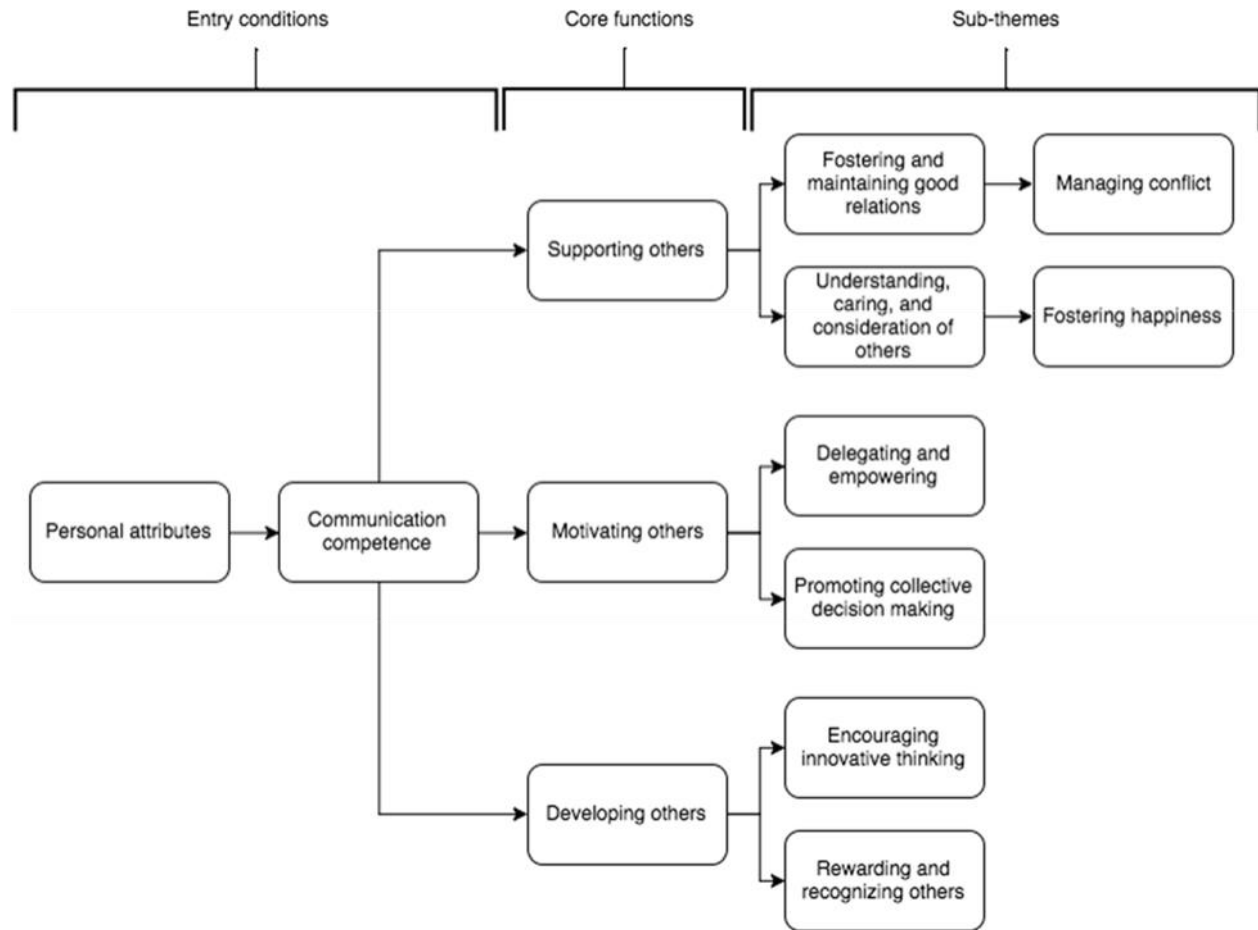 Entry conditions
Core functions
Sub-themes
Fostering and
maintaining good
relations
Managing conflict
Supporting others
Understanding,
caring, and
consideration of
others
Fostering happiness
Delegating and
empowering
Personal attributes
Communication
competence
Motivating others
Promoting collective
decision making
Encouraging
innovative thinking
Developing others
Rewarding and
recognizing others